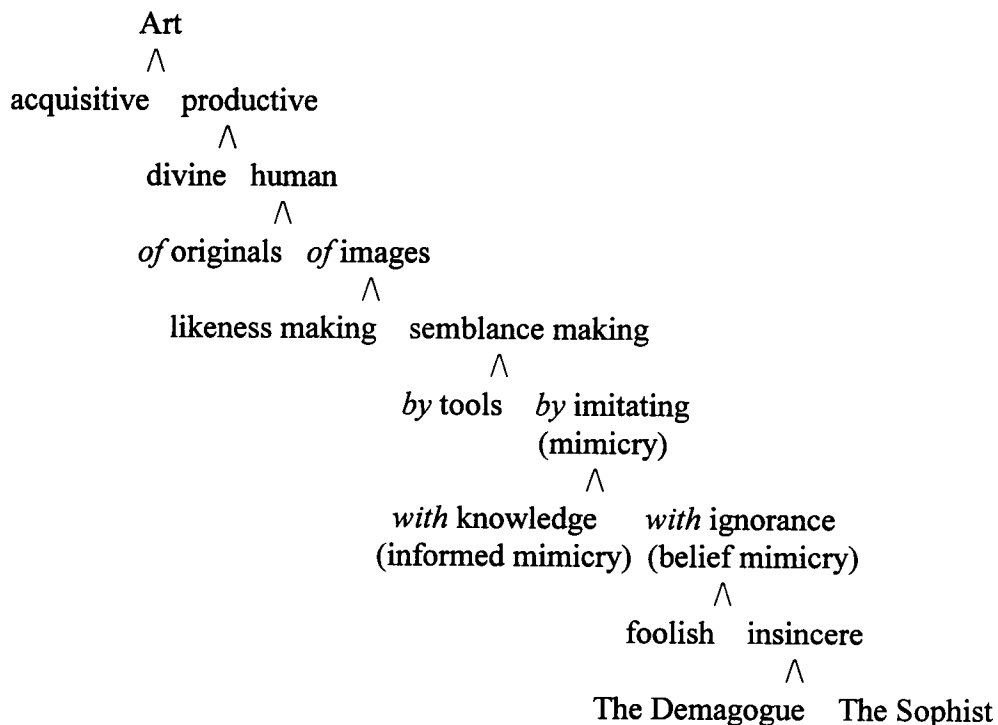 Art
acquisitive productive
divine human
of originals of images
likeness making semblance making
by tools by imitating
(mimicry)
with knowledge with ignorance
(informed mimicry) (belief mimicry)
foolish insincere
The Demagogue The Sophist